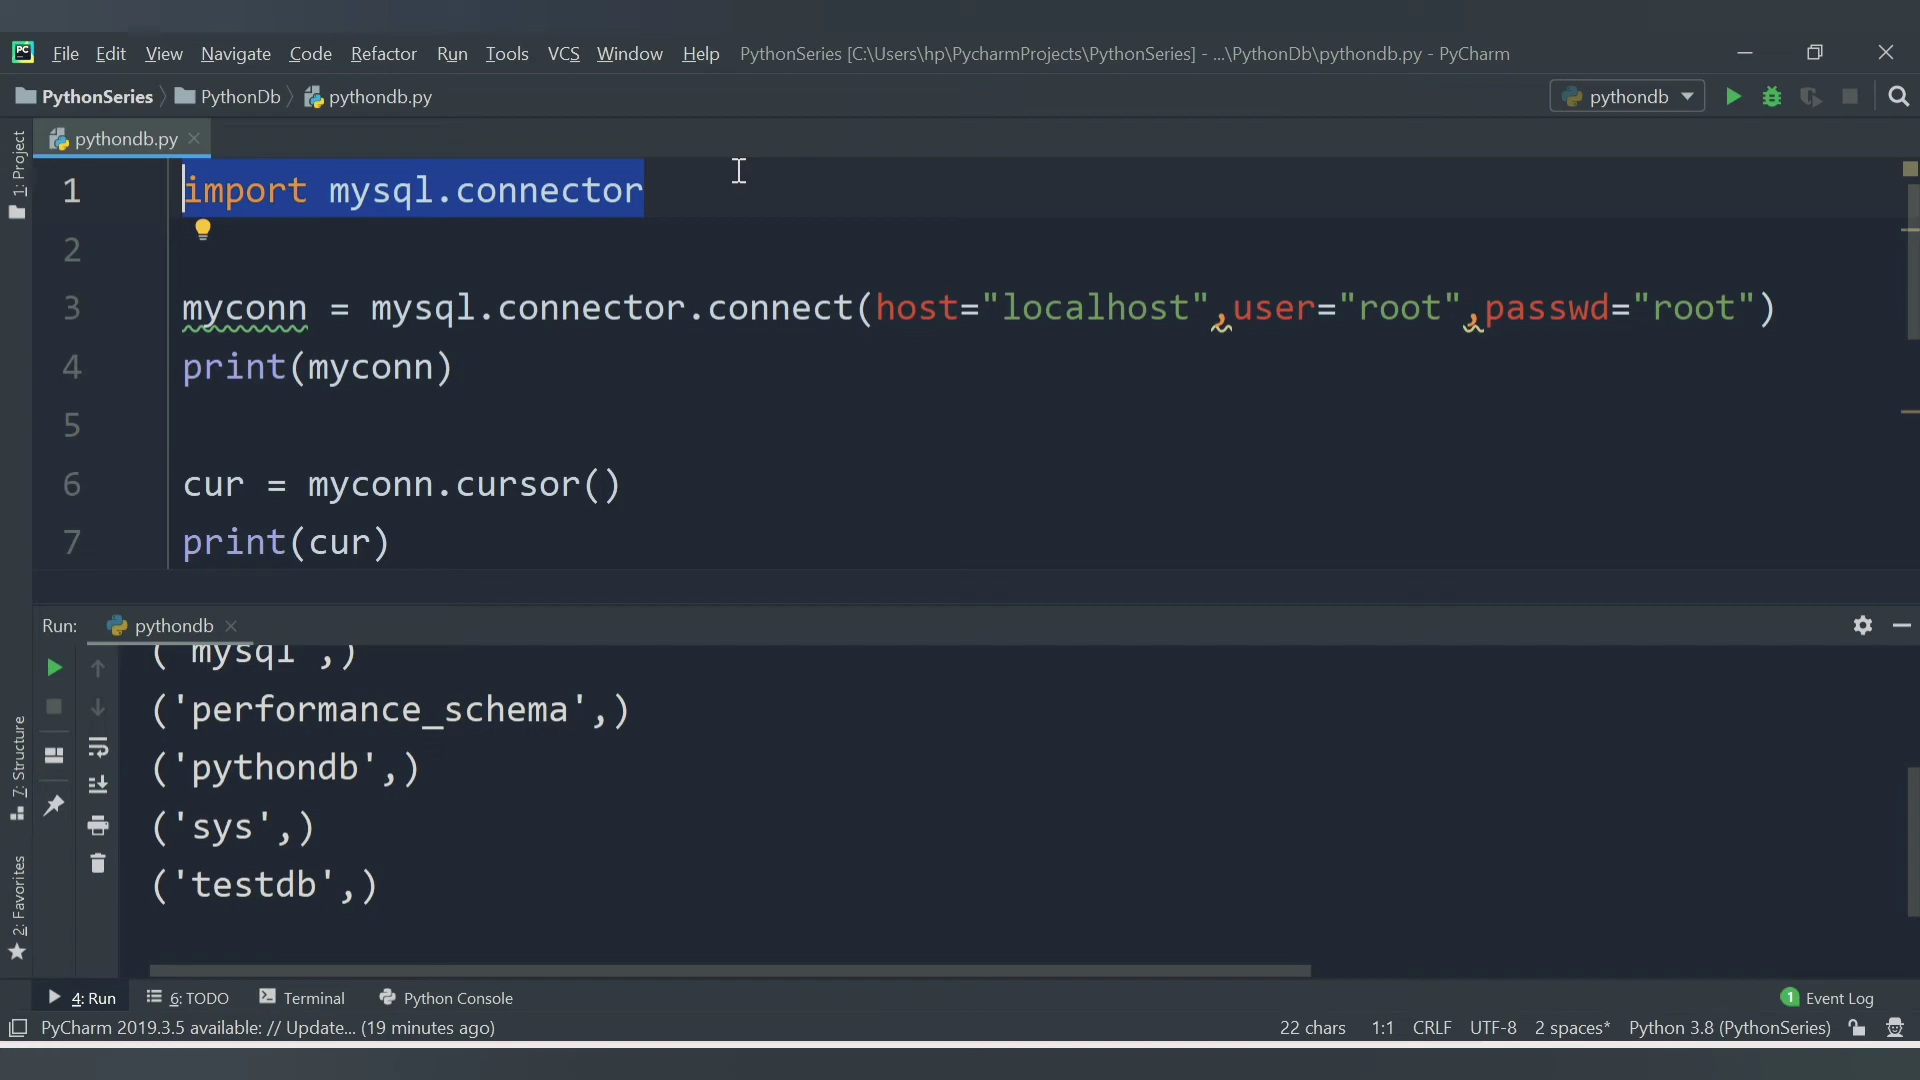 PC File Edit View Navigate Code Refactor Run Tools VCS Window Help PythonSeries [C:\Users\hp\PycharmProjects\PythonSeries] - ...\PythonDb\pythondb.py - PyCharm
PythonSeries PythonDb pythondb.py pythondb
1: Project
pythondb.py
1 import mysql.connector
2
3 myconn = mysql.connector.connect(host="localhost",user="root",passwd="root")
4 print(myconn)
5
6 cur = myconn.cursor()
7 print(cur)
Run: pythondb
('mysql',)
('performance_schema',)
('pythondb',)
('sys',)
('testdb',)
7: Structure
2: Favorites
4: Run 6: TODO Terminal Python Console 1 Event Log
PyCharm 2019.3.5 available: // Update... (19 minutes ago) 22 chars 1:1 CRLF UTF-8 2 spaces* Python 3.8 (PythonSeries)